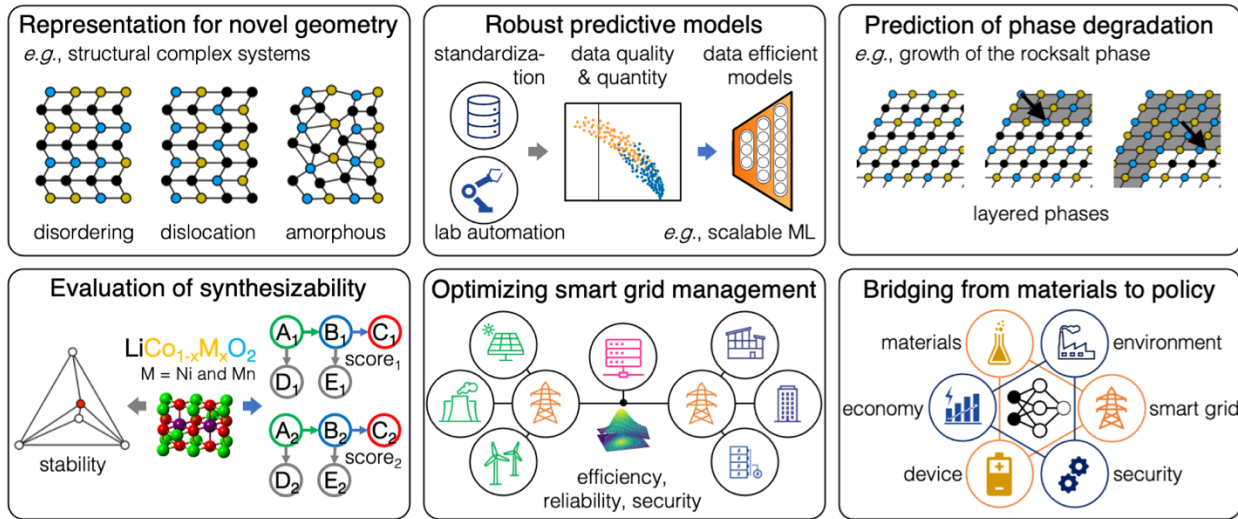 Representation for novel geometry
e.g., structural complex systems
disordering
dislocation
amorphous
Robust predictive models
standardiza-
tion
data quality
& quantity
data efficient
models
lab automation
e.g., scalable ML
Prediction of phase degradation
e.g., growth of the rocksalt phase
layered phases
Evaluation of synthesizability
LiCo1-xMxO2
M = Ni and Mn
stability
A1 B1 C1
score1
D1 E1
A2 B2 C2
score2
D2 E2
Optimizing smart grid management
efficiency,
reliability, security
Bridging from materials to policy
materials
environment
economy
smart grid
device
security